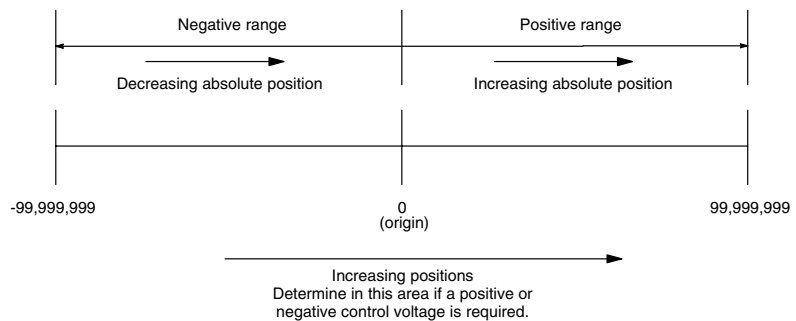 Negative range
Positive range
Decreasing absolute position
Increasing absolute position
-99,999,999
0
99,999,999
(origin)
Increasing positions
Determine in this area if a positive or
negative control voltage is required.